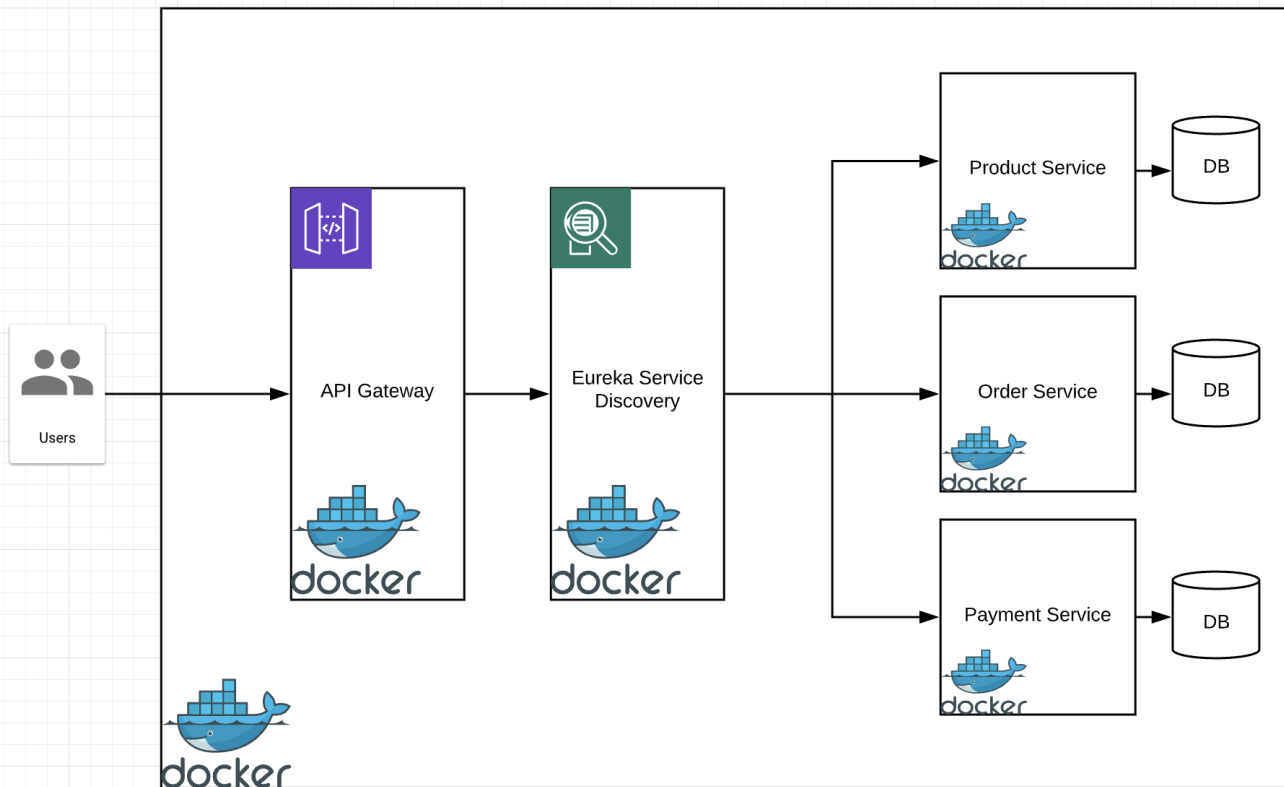 Users
API Gateway
docker
Eureka Service
Discovery
docker
Product Service
docker
DB
Order Service
docker
DB
Payment Service
docker
DB
docker